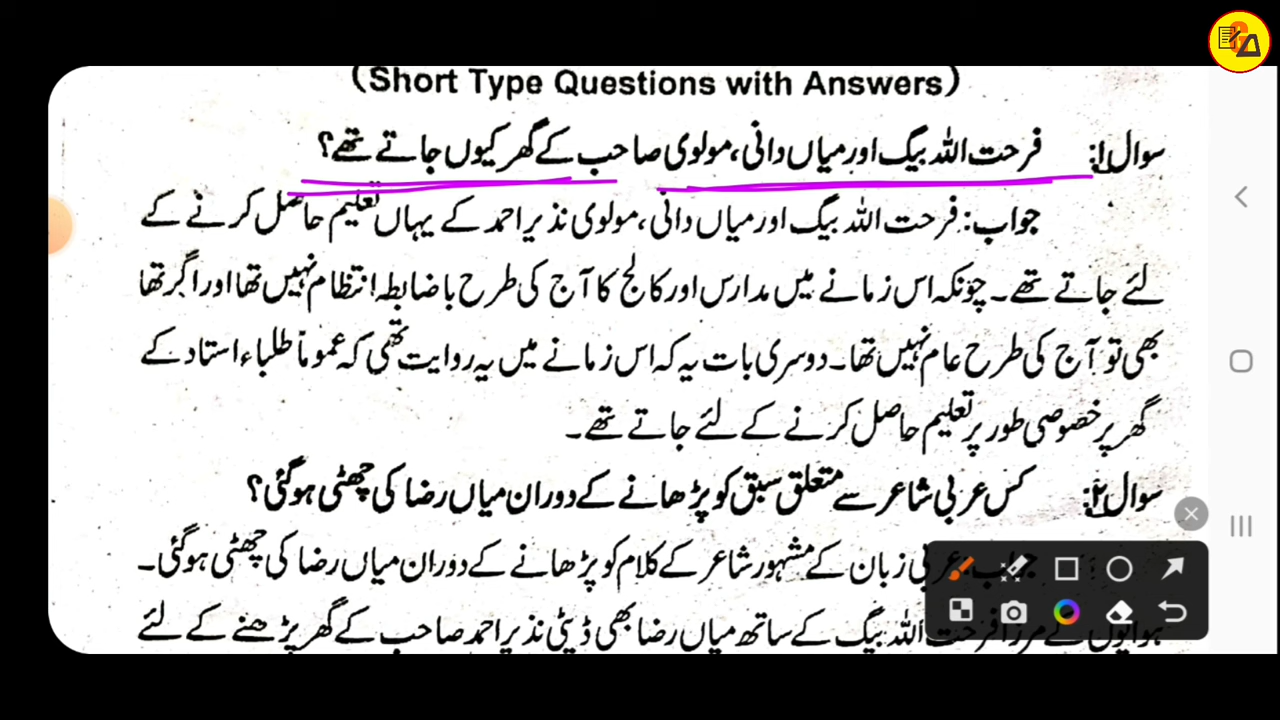 (Short Type Questions with Answers)
سوال ۱: فرحت اللہ بیگ اور میاں دانی، مولوی صاحب کے گھر کیوں جاتے تھے؟
جواب: فرحت اللہ بیگ اور میاں دانی، مولوی نذیر احمد کے یہاں تعلیم حاصل کرنے کے
لئے جاتے تھے۔ چونکہ اس زمانے میں مدارس اور کالج کا آج کی طرح باضابطہ انتظام نہیں تھا اور اگر تھا
بھی تو آج کی طرح عام نہیں تھا۔ دوسری بات یہ کہ اس زمانے میں یہ روایت تھی کہ عموماً طلباء استاد کے
گھر پر خصوصی طور پر تعلیم حاصل کرنے کے لئے جاتے تھے۔
سوال ۲: کس عربی شاعر سے متعلق سبق کو پڑھانے کے دوران میاں رضا کی چھٹی ہوگئی؟
عربی زبان کے مشہور شاعر کے کلام کو پڑھانے کے دوران میاں رضا کی چھٹی ہوگئی۔
ہوا یوں کے مرزا فرحت اللہ بیگ کے ساتھ میاں رضا بھی ڈپٹی نذیر احمد صاحب کے گھر پڑھنے کے لئے